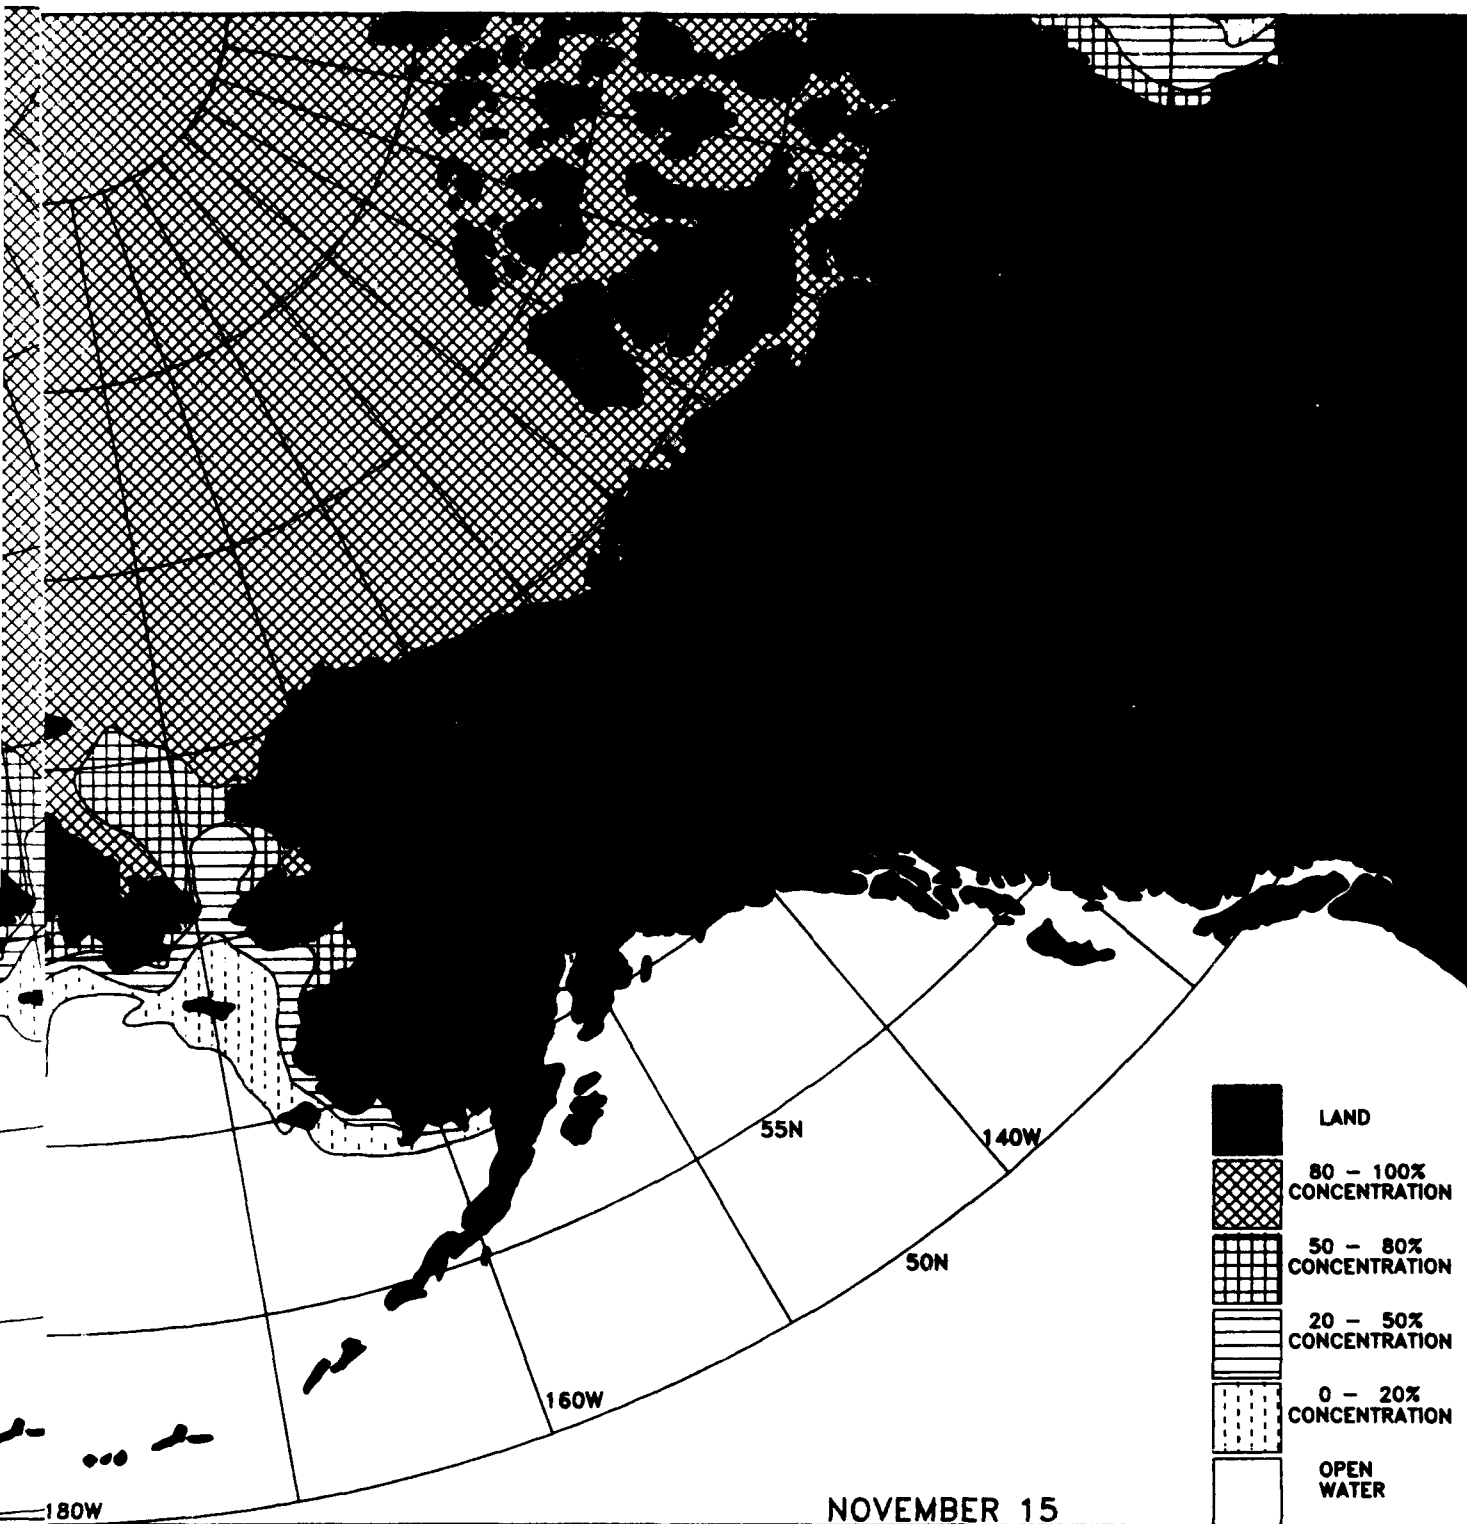 55N
140W
50N
160W
180W
NOVEMBER 15
LAND
80 – 100%
CONCENTRATION
50 – 80%
CONCENTRATION
20 – 50%
CONCENTRATION
0 – 20%
CONCENTRATION
OPEN
WATER